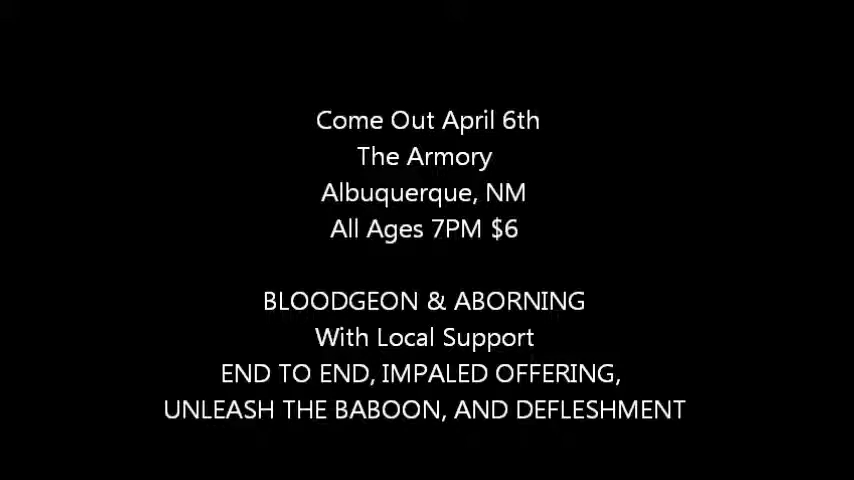 Come Out April 6th
The Armory
Albuquerque, NM
All Ages 7PM $6
BLOODGEON & ABORNING
With Local Support
END TO END, IMPALED OFFERING,
UNLEASH THE BABOON, AND DEFLESHMENT